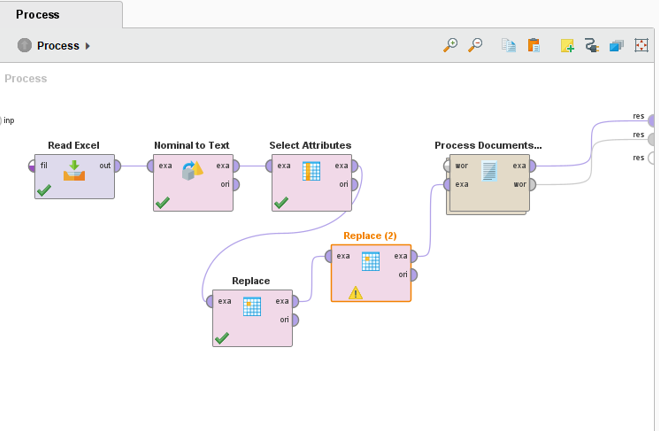 Process
Process
Process
inp
res
res
res
Read Excel
fil
out
Nominal to Text
exa
exa
ori
Select Attributes
exa
exa
ori
Process Documents...
wor
exa
exa
wor
Replace (2)
exa
exa
ori
Replace
exa
exa
ori